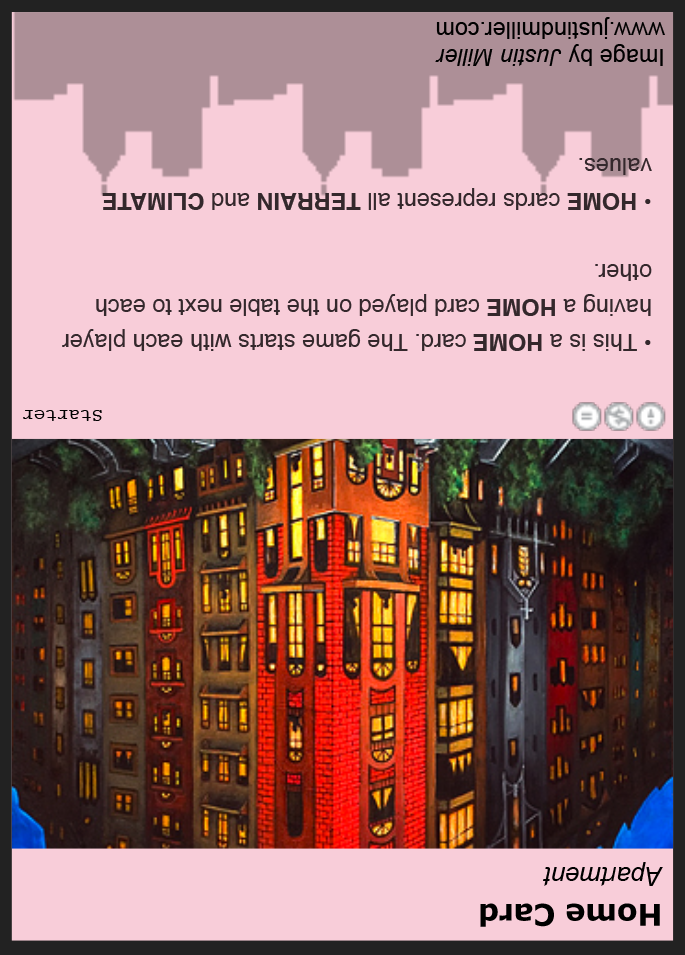 Home Card
Apartment
Starter
• This is a HOME card. The game starts with each player
having a HOME card played on the table next to each
other.
• HOME cards represent all TERRAIN and CLIMATE
values.
Image by Justin Miller
www.justindmiller.com